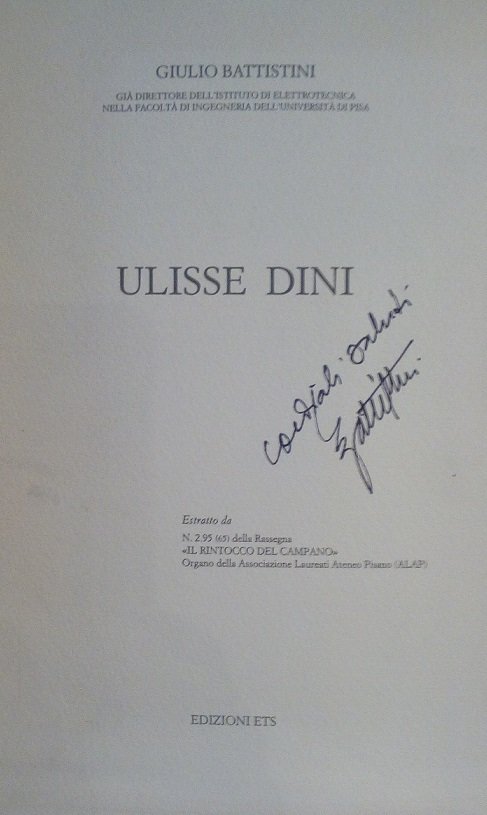 GIULIO BATTISTINI
GIÀ DIRETTORE DELL'ISTITUTO DI ELETTROTECNICA
NELLA FACOLTÀ DI INGEGNERIA DELL'UNIVERSITÀ DI PISA
ULISSE DINI
cordiali saluti
Battistini
Estratto da
N. 2.95 (65) della Rassegna
«IL RINTOCCO DEL CAMPANO»
Organo della Associazione Laureati Ateneo Pisano (ALAP)
EDIZIONI ETS